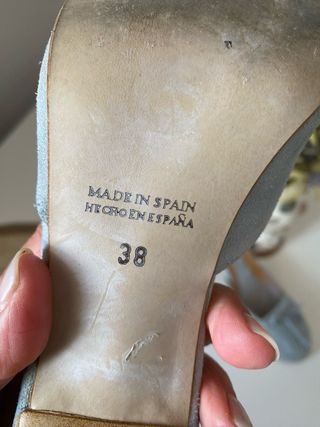 MADE IN SPAIN
HECHO EN ESPAÑA
38